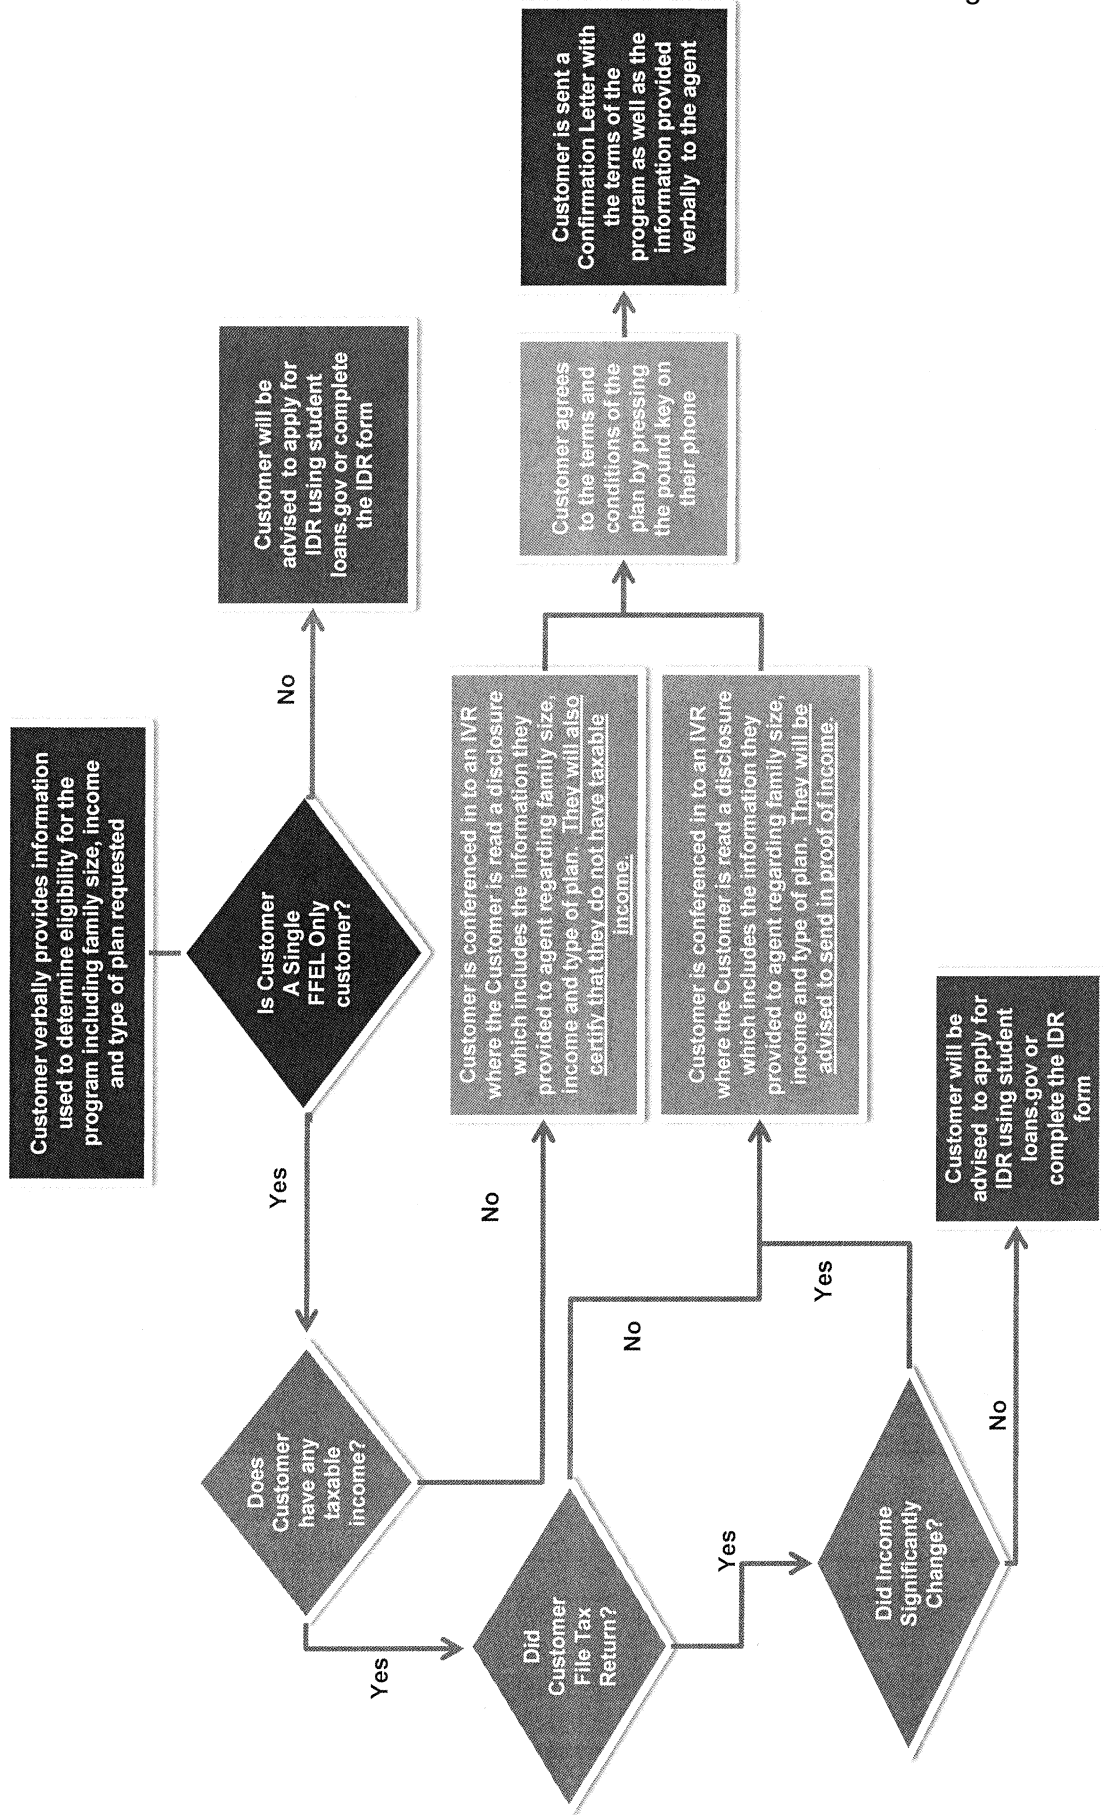 Customer verbally provides information
used to determine eligibility for the
program including family size, income
and type of plan requested
Is Customer
A Single
FFEL Only
customer?
Yes
No
Does
Customer
have any
taxable
income?
Customer will be
advised to apply for
IDR using student
loans.gov or complete
the IDR form
Yes
No
Customer is conferenced in to an IVR
where the Customer is read a disclosure
which includes the information they
provided to agent regarding family size,
income and type of plan. They will also
certify that they do not have taxable
income.
Did
Customer
File Tax
Return?
No
Customer is conferenced in to an IVR
where the Customer is read a disclosure
which includes the information they
provided to agent regarding family size,
income and type of plan. They will be
advised to send in proof of Income.
Customer agrees
to the terms and
conditions of the
plan by pressing
the pound key on
their phone
Customer is sent a
Confirmation Letter with
the terms of the
program as well as the
information provided
verbally to the agent
Yes
Yes
Did Income
Significantly
Change?
No
Customer will be
advised to apply for
IDR using student
loans.gov or
complete the IDR
form